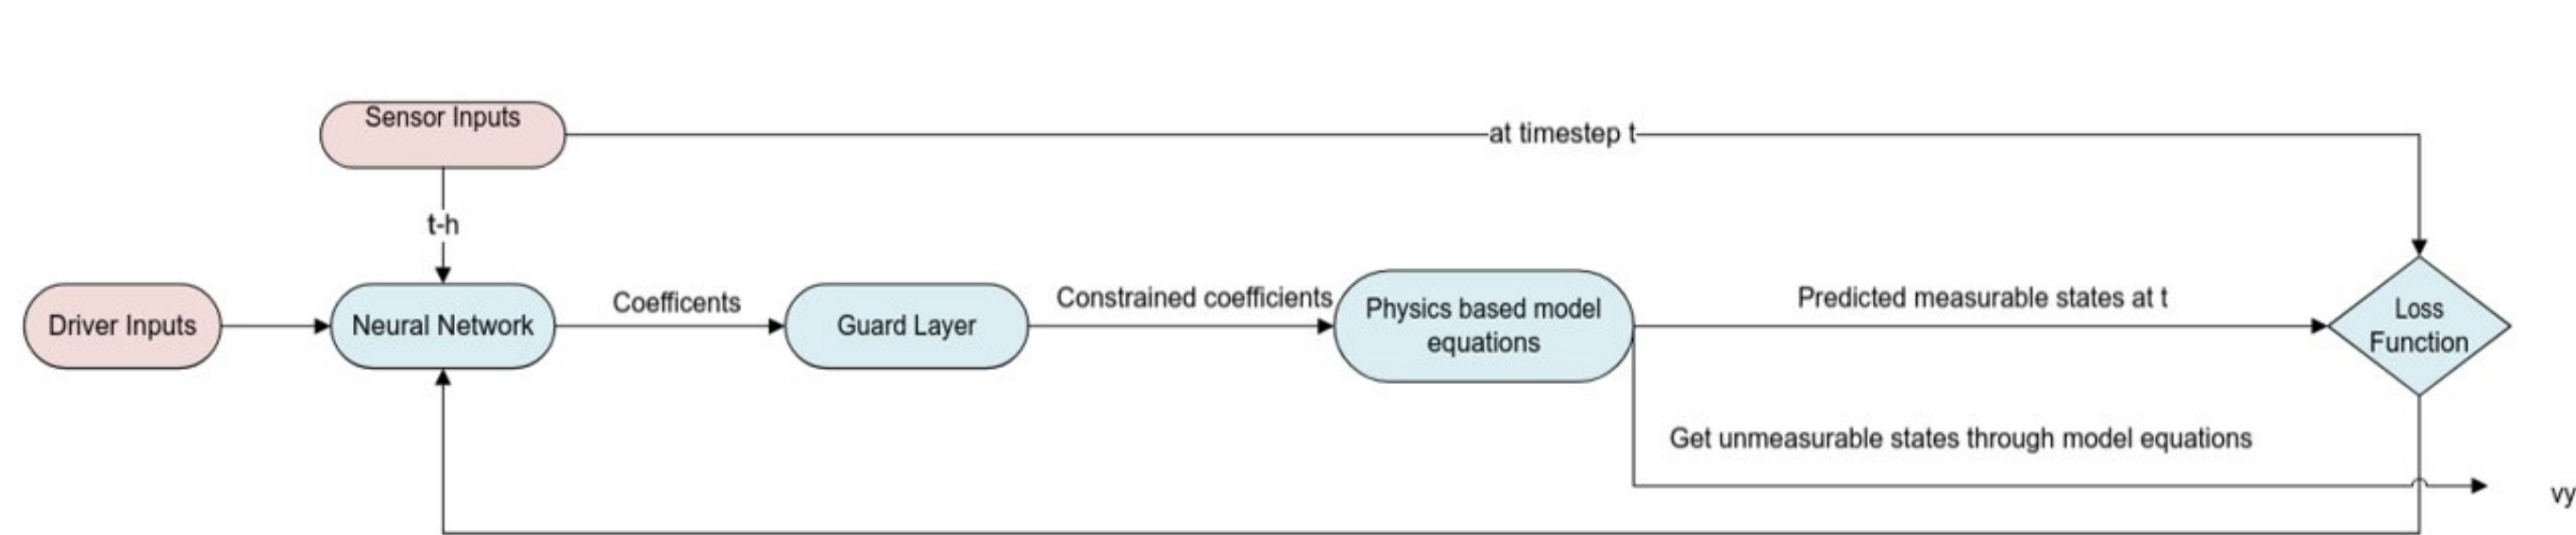 Sensor Inputs
at timestep t
t-h
Driver Inputs
Neural Network
Coefficents
Guard Layer
Constrained coefficients
Physics based model
equations
Predicted measurable states at t
Loss
Function
Get unmeasurable states through model equations
vy